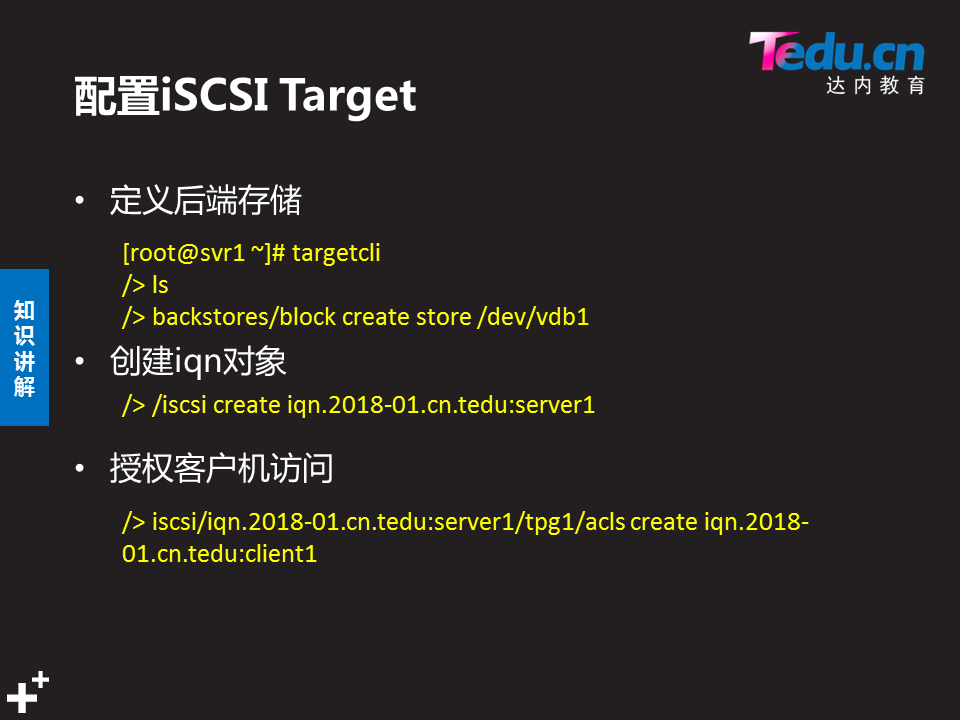 Tedu.cn
达内教育
配置iSCSI Target
• 定义后端存储
[root@svr1 ~]# targetcli
/> ls
/> backstores/block create store /dev/vdb1
• 创建iqn对象
/> /iscsi create iqn.2018-01.cn.tedu:server1
• 授权客户机访问
/> iscsi/iqn.2018-01.cn.tedu:server1/tpg1/acls create iqn.2018-
01.cn.tedu:client1
知
识
讲
解